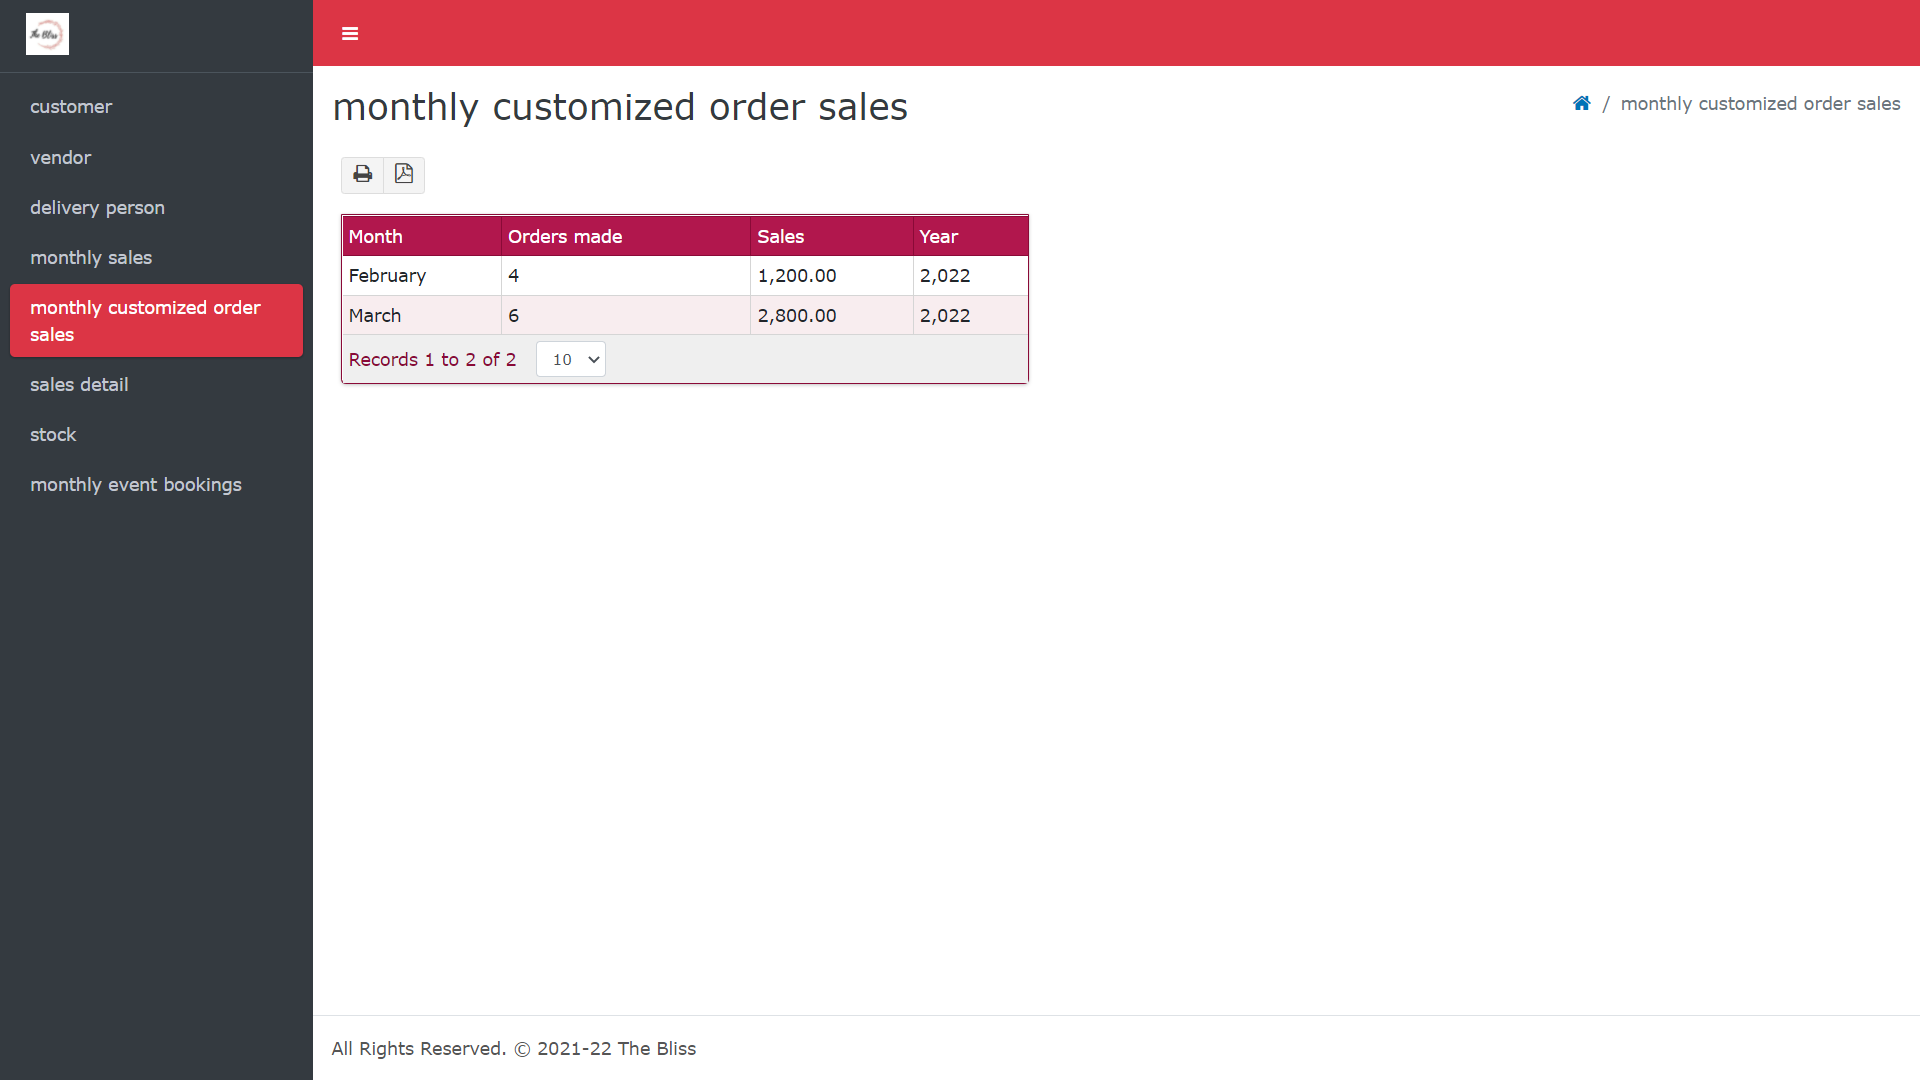 The Bliss
customer
vendor
delivery person
monthly sales
monthly customized order
sales
sales detail
stock
monthly event bookings
monthly customized order sales
/ monthly customized order sales
Month Orders made Sales Year
February 4 1,200.00 2,022
March 6 2,800.00 2,022
Records 1 to 2 of 2 10
All Rights Reserved. © 2021-22 The Bliss